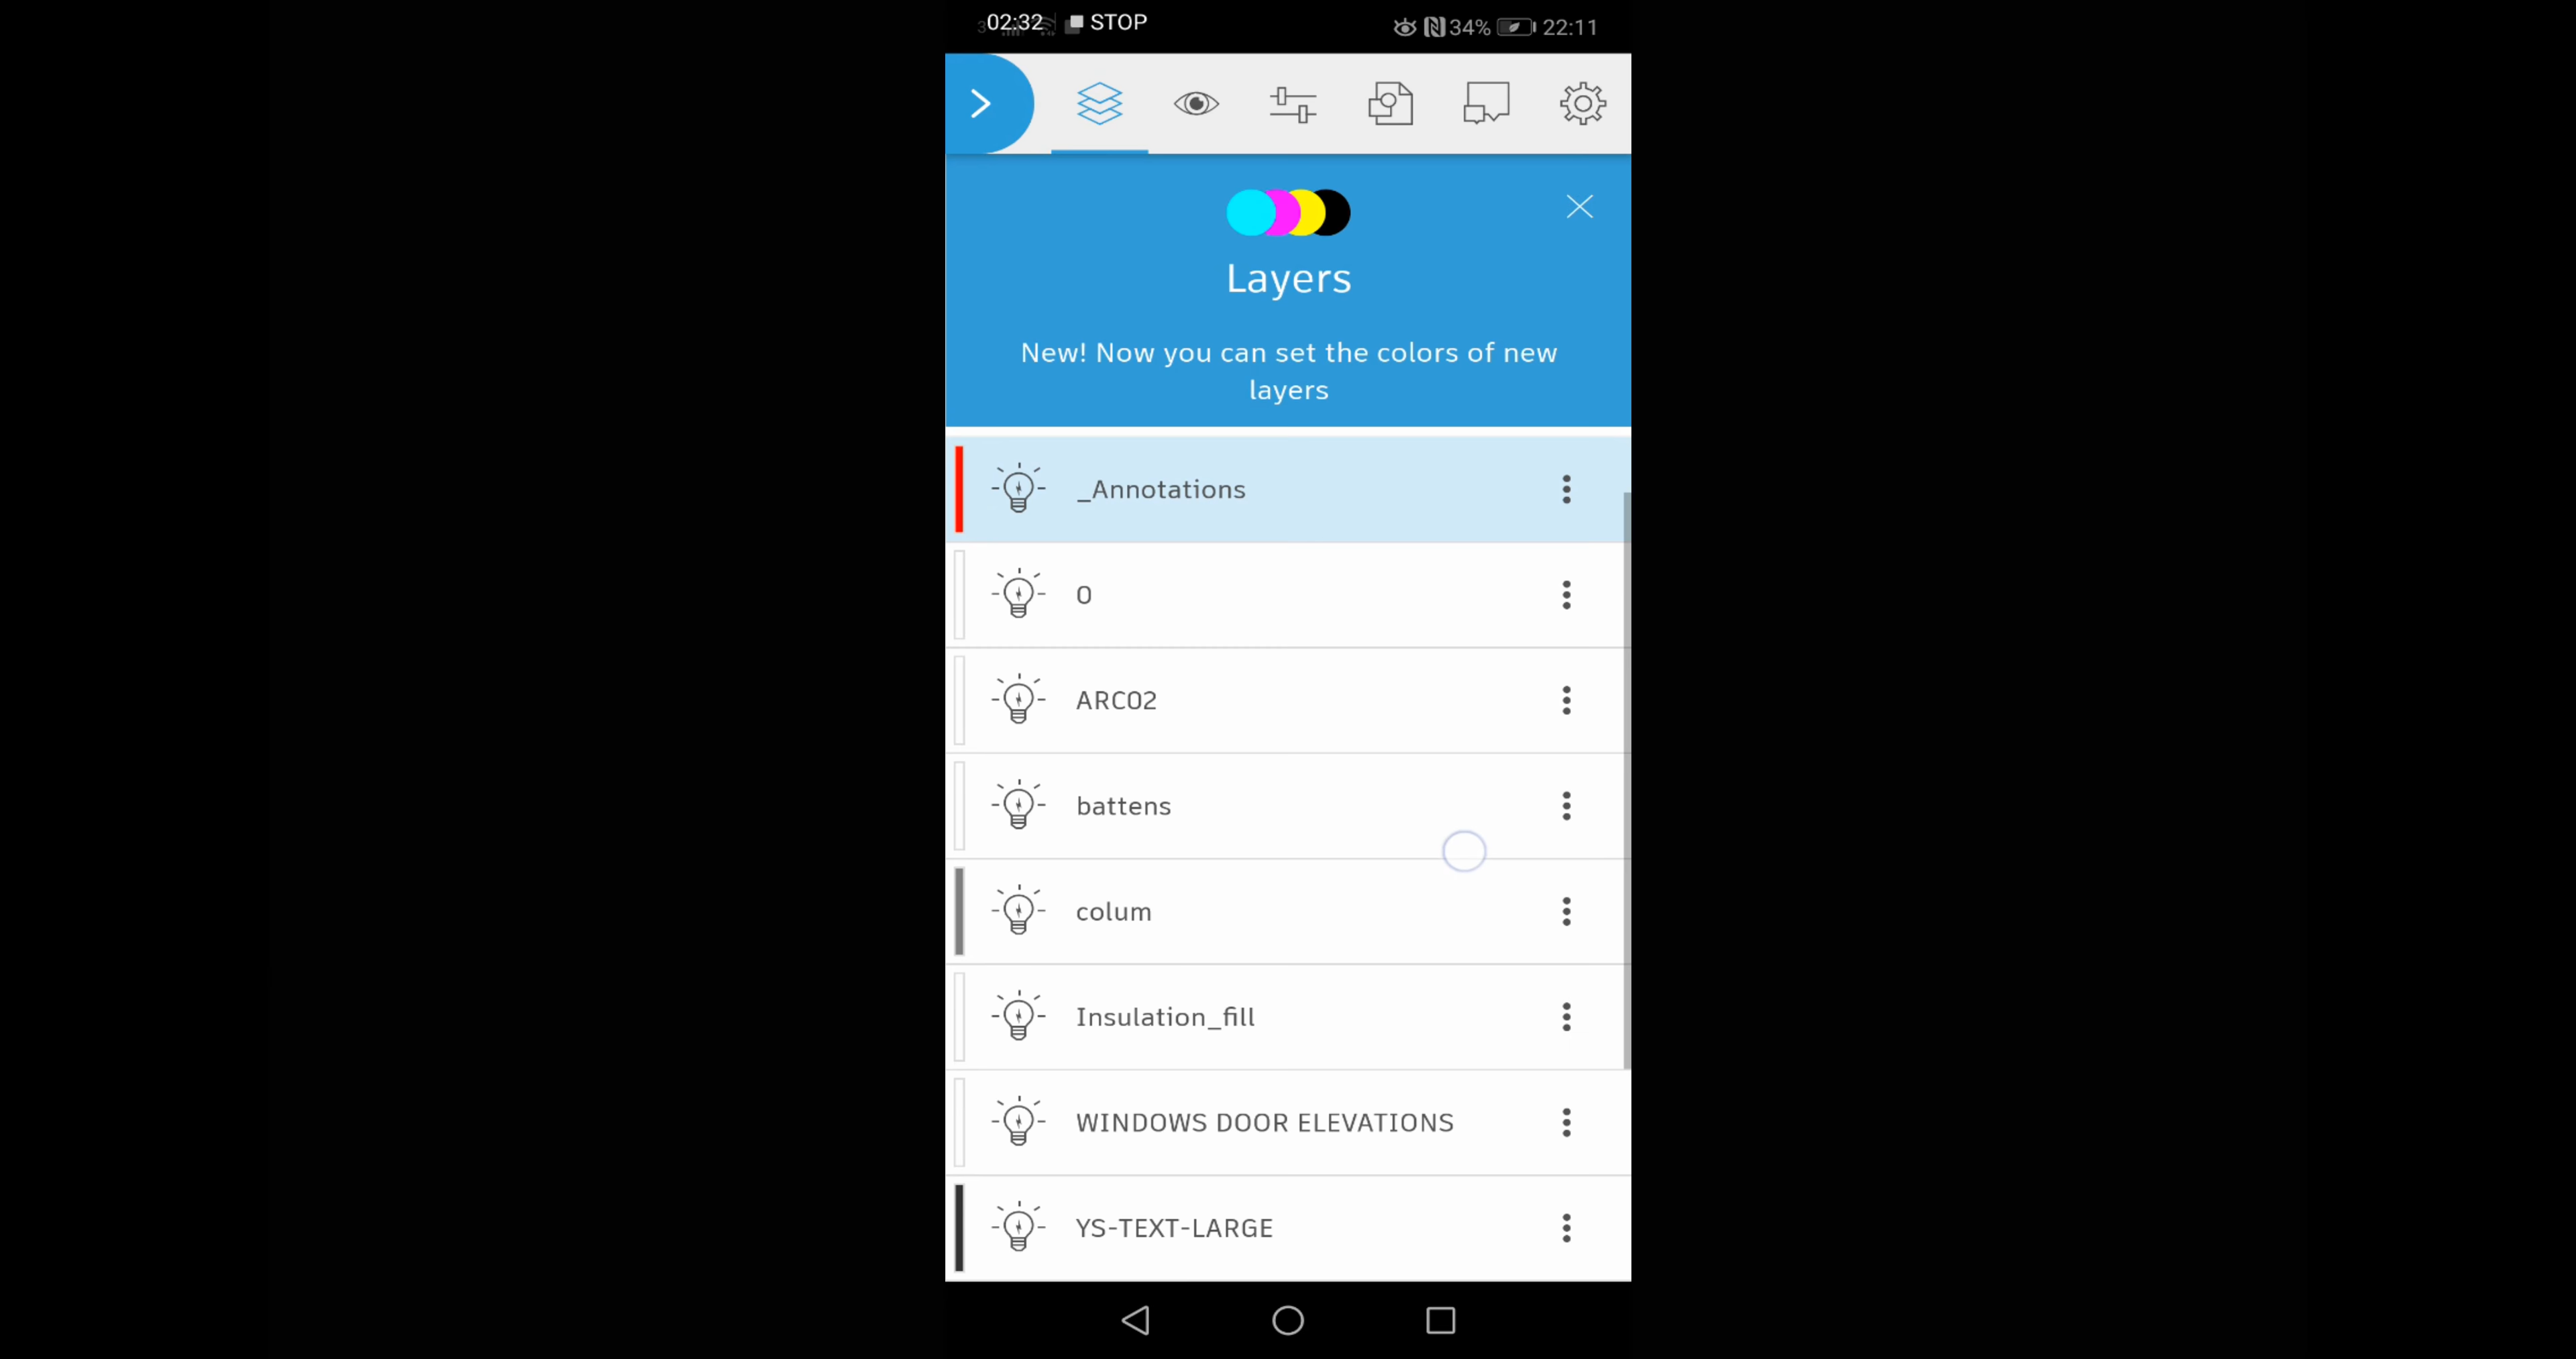 02:32 STOP 34% 22:11
Layers
New! Now you can set the colors of new
layers
_Annotations
0
ARC02
battens
colum
Insulation_fill
WINDOWS DOOR ELEVATIONS
YS-TEXT-LARGE